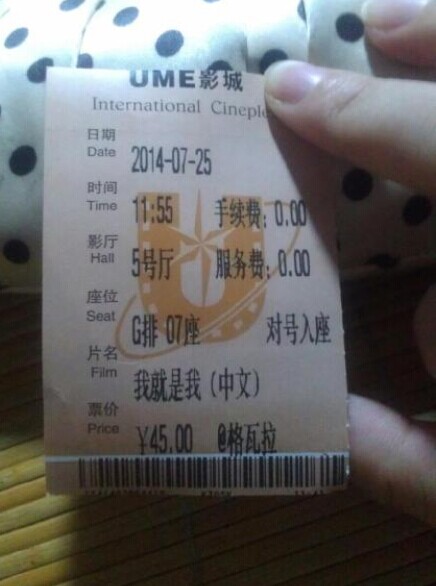 UME影城
International Cineple
日期
Date
2014-07-25
时间
Time
11:55 手续费:0.00
影厅
Hall
5号厅 服务费:0.00
座位
Seat
G排 07座 对号入座
片名
Film
我就是我(中文)
票价
Price
¥45.00 @格瓦拉